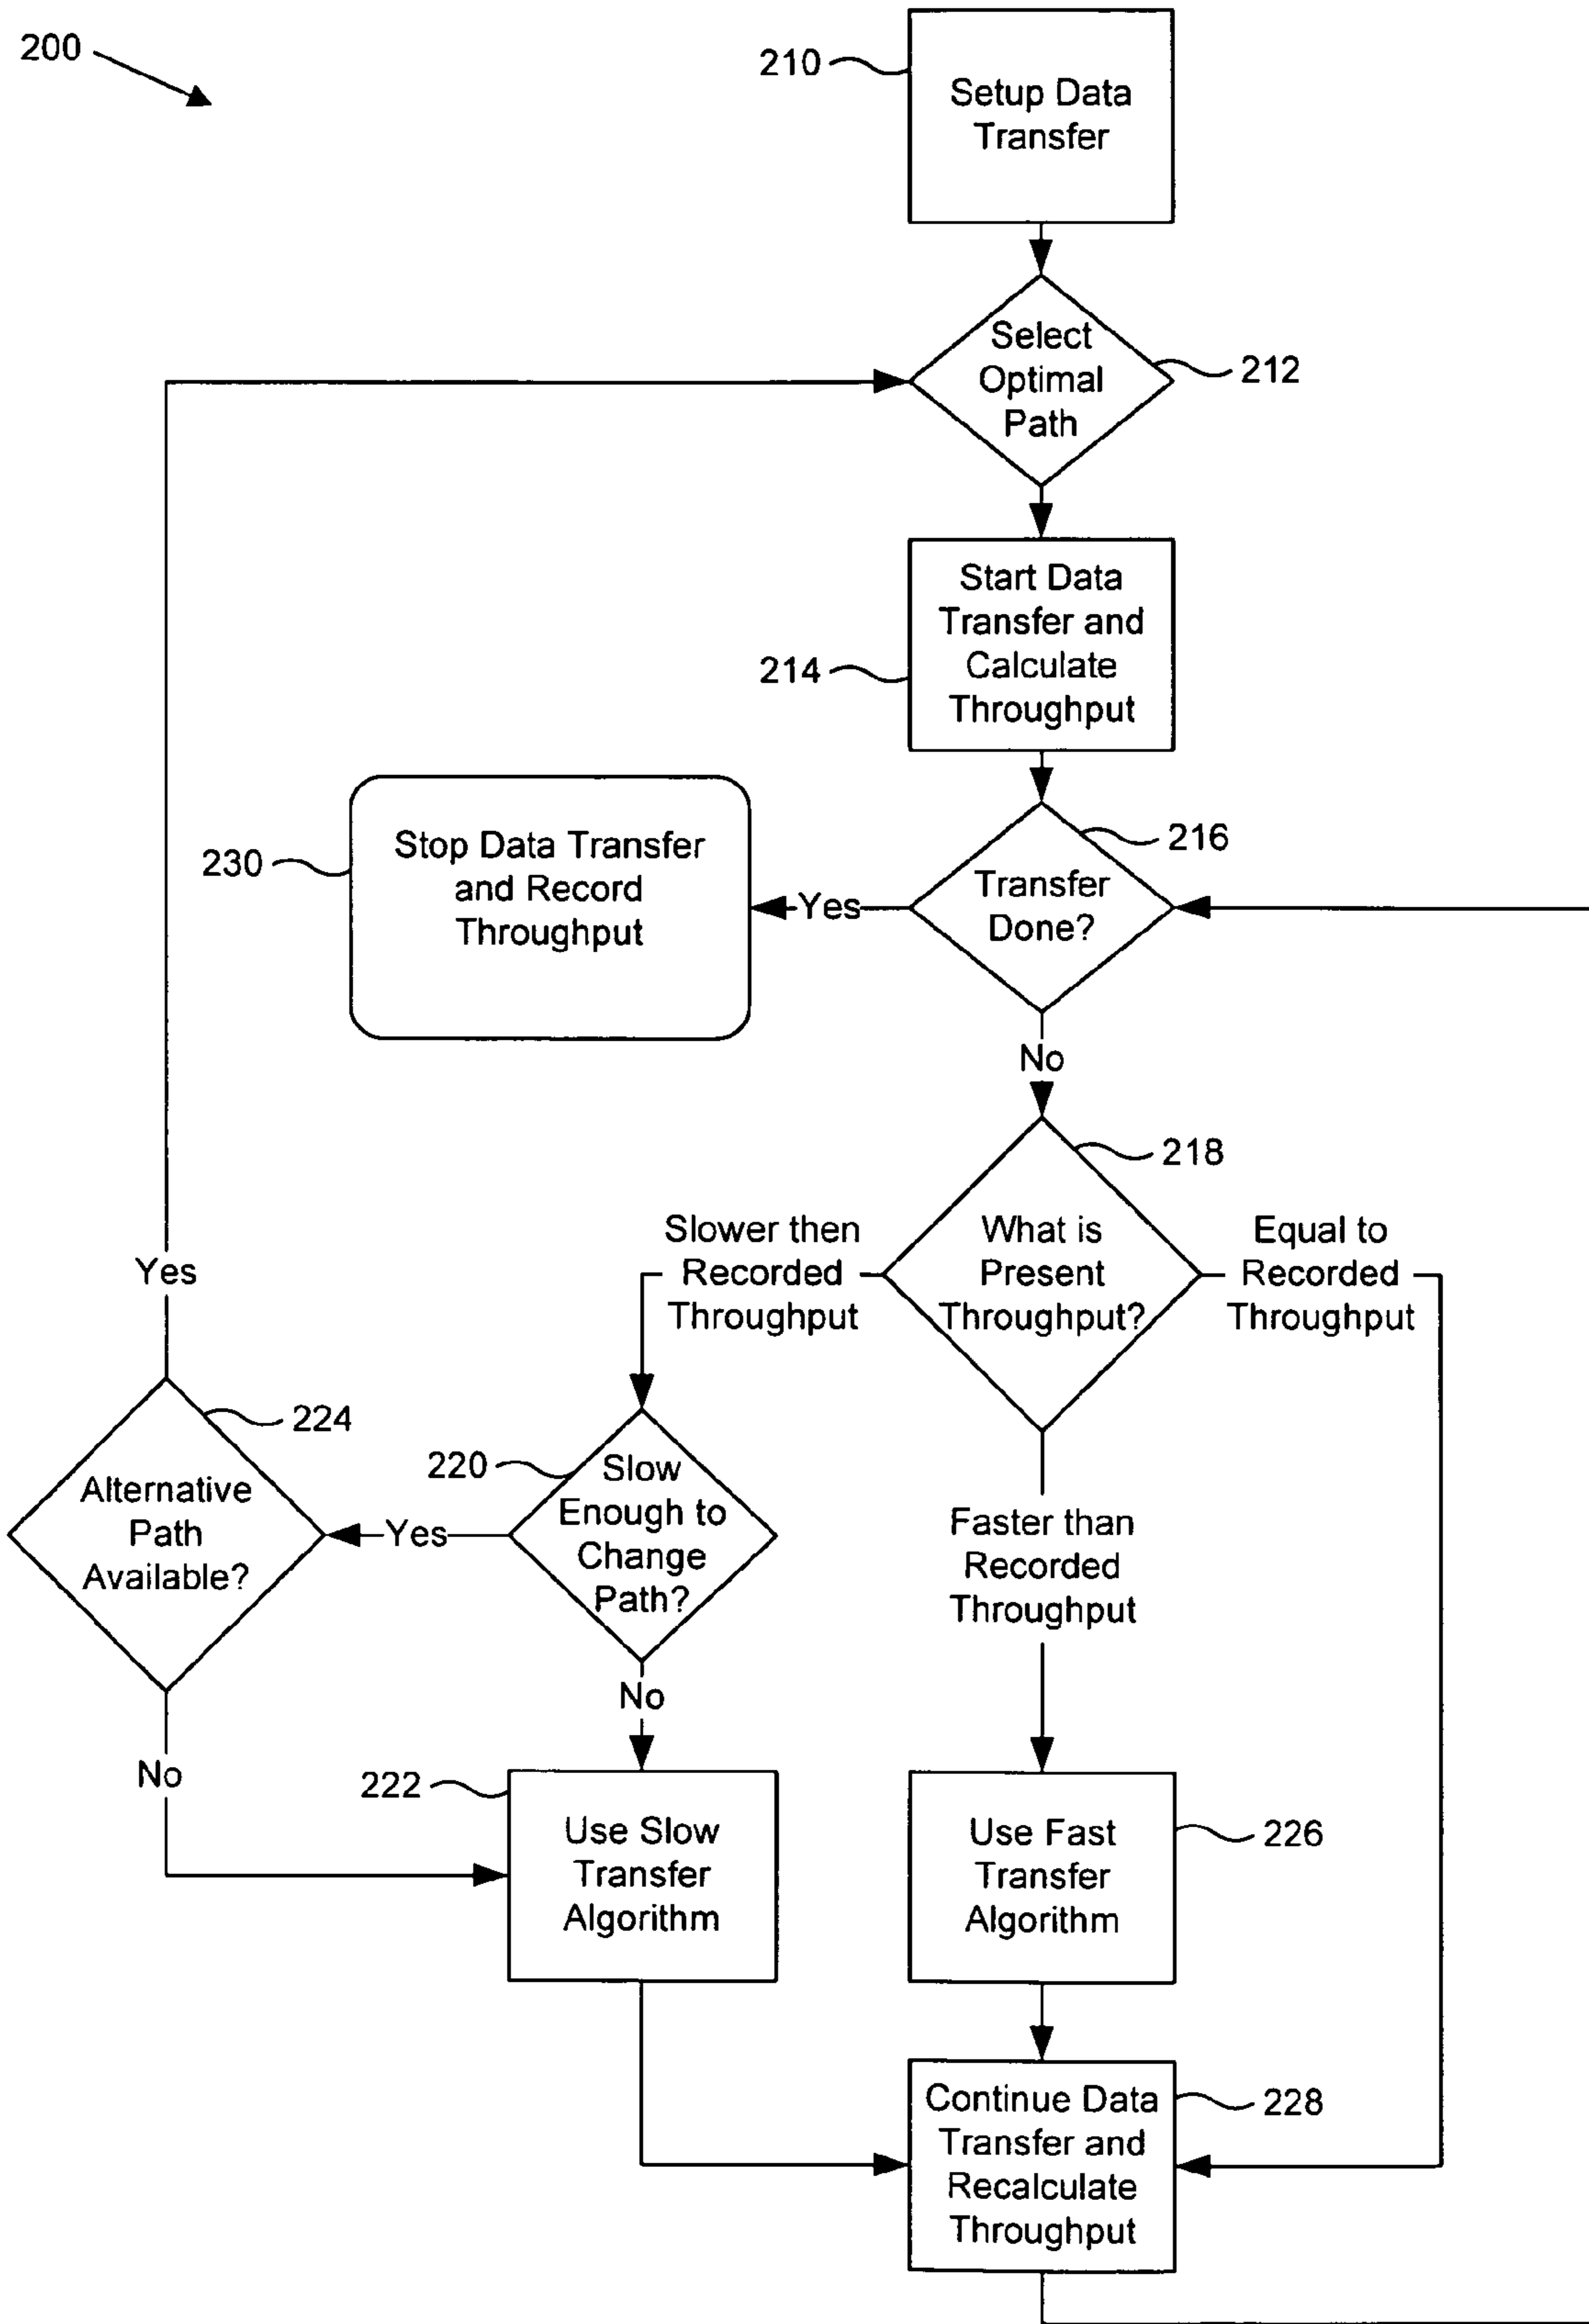 200
210
Setup Data
Transfer
Select
Optimal
Path
212
Start Data
Transfer and
Calculate
Throughput
214
216
Transfer
Done?
Yes
230
Stop Data Transfer
and Record
Throughput
No
218
What is
Present
Throughput?
Slower then
Recorded
Throughput
Equal to
Recorded
Throughput
Yes
224
Alternative
Path
Available?
220
Slow
Enough to
Change
Path?
Yes
Faster than
Recorded
Throughput
No
No
222
Use Slow
Transfer
Algorithm
Use Fast
Transfer
Algorithm
226
Continue Data
Transfer and
Recalculate
Throughput
228